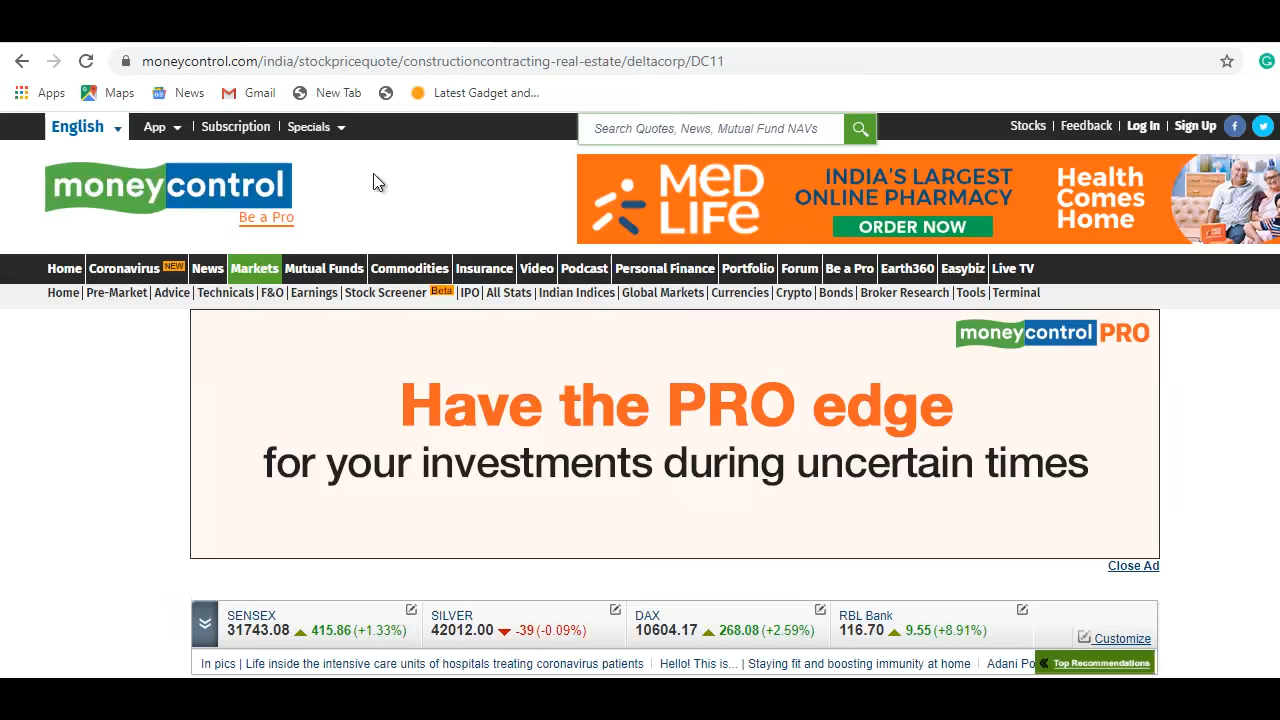 moneycontrol.com/india/stockpricequote/constructioncontracting-real-estate/deltacorp/DC11
Apps Maps News Gmail New Tab Latest Gadget and...
English App Subscription Specials Search Quotes, News, Mutual Fund NAVs Stocks Feedback Log In Sign Up
moneycontrol
Be a Pro
MED LIFE
INDIA'S LARGEST
ONLINE PHARMACY
ORDER NOW
Health
Comes
Home
Home Coronavirus NEW News Markets Mutual Funds Commodities Insurance Video Podcast Personal Finance Portfolio Forum Be a Pro Earth360 Easybiz Live TV
Home Pre-Market Advice Technicals F&O Earnings Stock Screener Beta IPO All Stats Indian Indices Global Markets Currencies Crypto Bonds Broker Research Tools Terminal
moneycontrol PRO
Have the PRO edge
for your investments during uncertain times
Close Ad
SENSEX SILVER DAX RBL Bank
31743.08 415.86 (+1.33%) 42012.00 -39 (-0.09%) 10604.17 268.08 (+2.59%) 116.70 9.55 (+8.91%)
Customize
In pics | Life inside the intensive care units of hospitals treating coronavirus patients Hello! This is... | Staying fit and boosting immunity at home Adani Po Top Recommendations